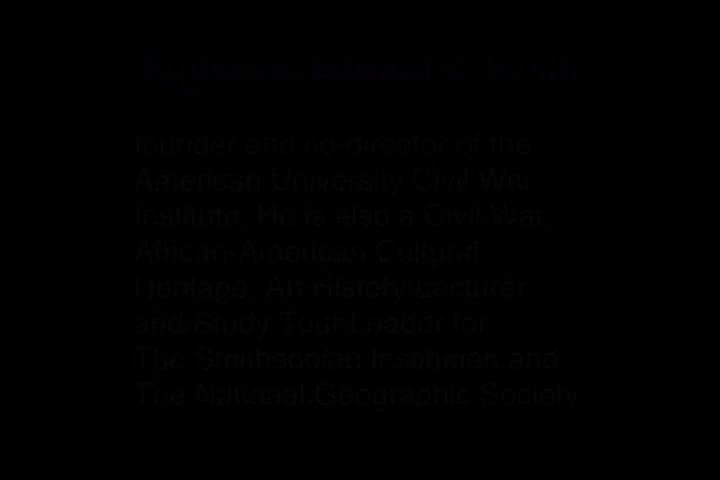 founder and co-director of the
American University Civil War
Institute. He is also a Civil War,
African-American Cultural
Heritage, Art History Lecturer
and Study Tour Leader for
The Smithsonian Institution and
The National Geographic Society